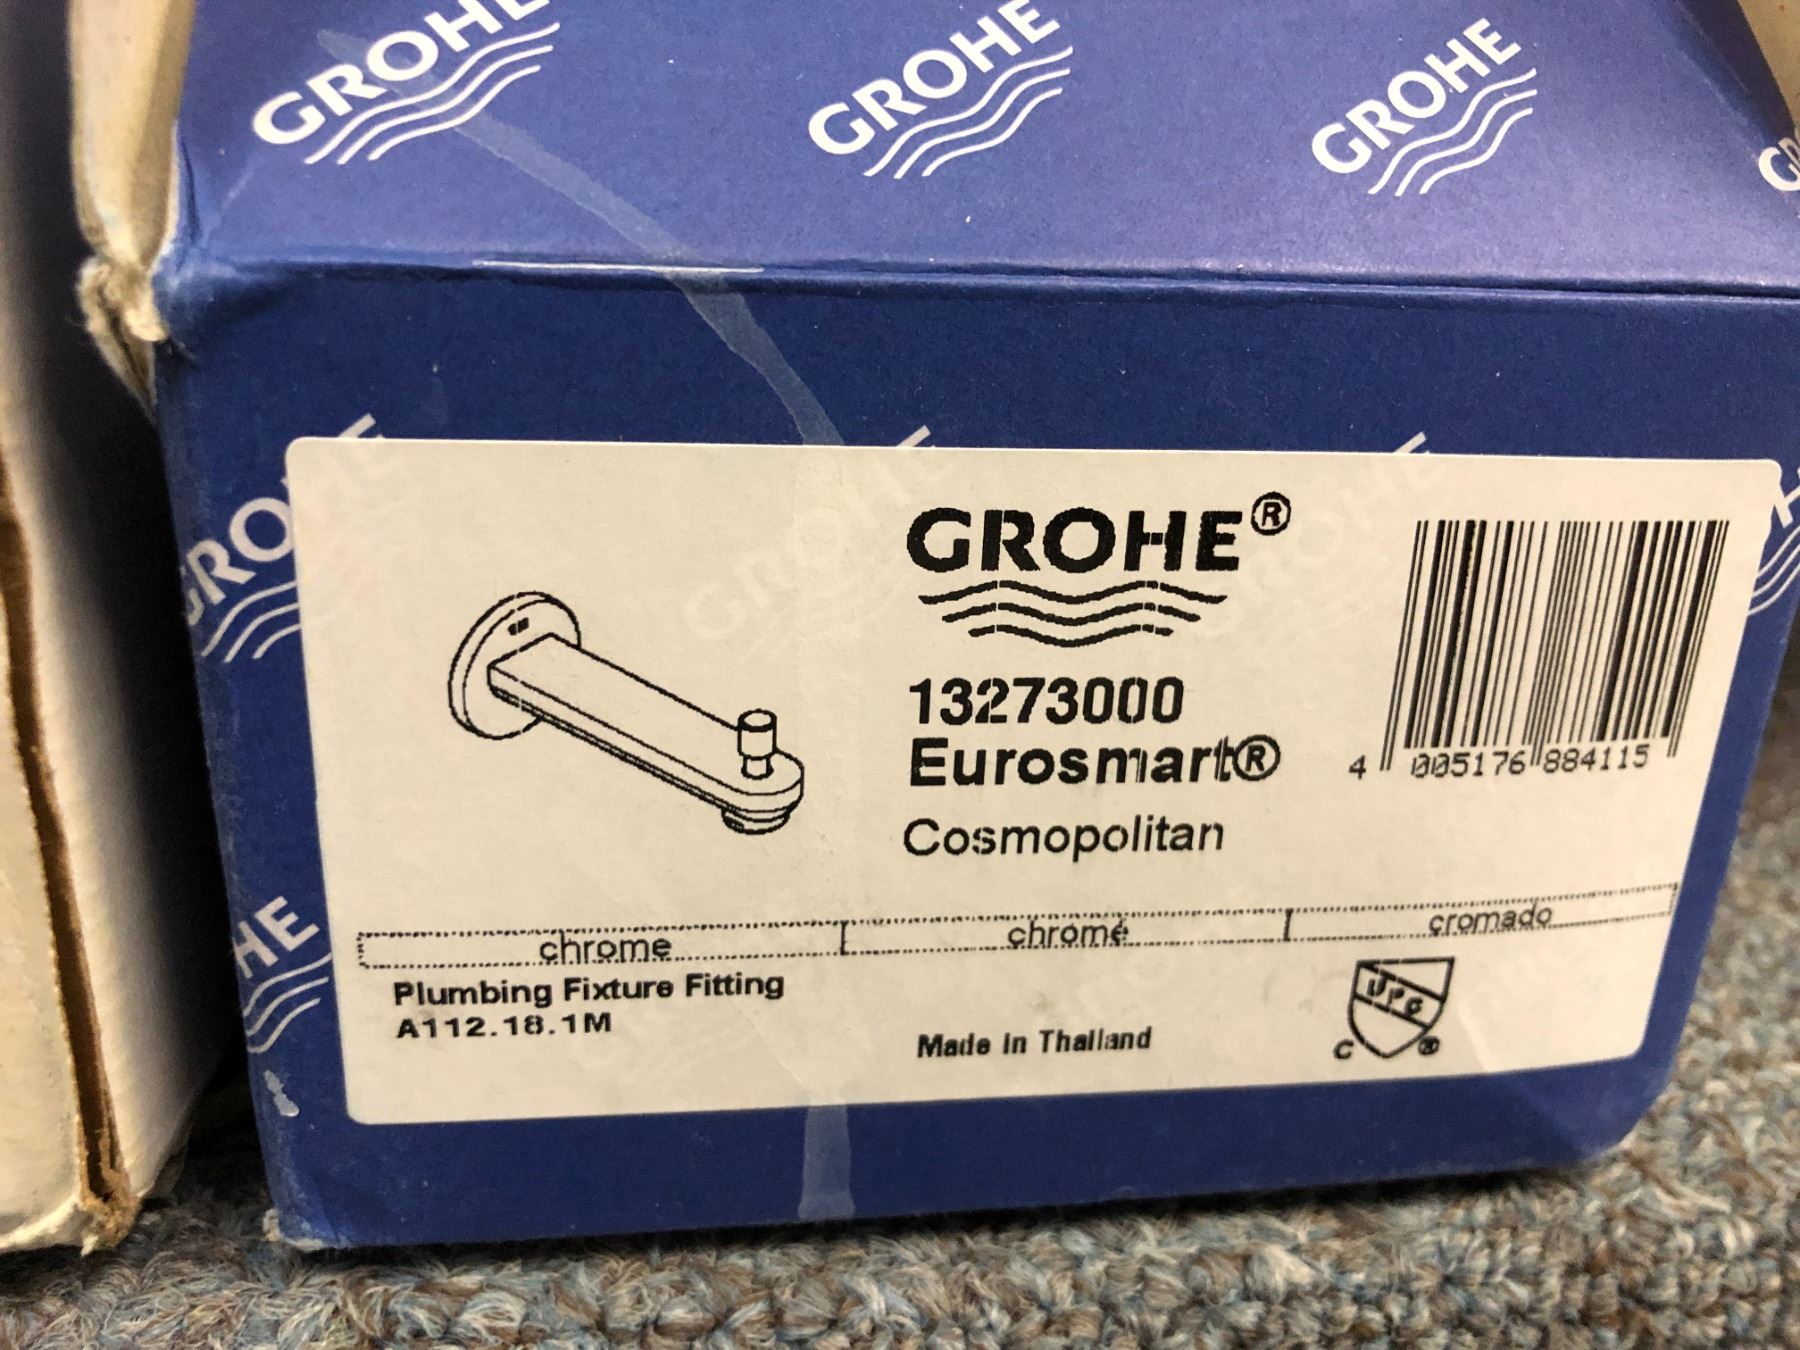 GROHE
GROHE
GROHE
GROHE®
13273000
Eurosmart®
Cosmopolitan
4 005176 884115
chrome
chromé
cromado
Plumbing Fixture Fitting
A112.18.1M
Made in Thailand
UPC
C ®